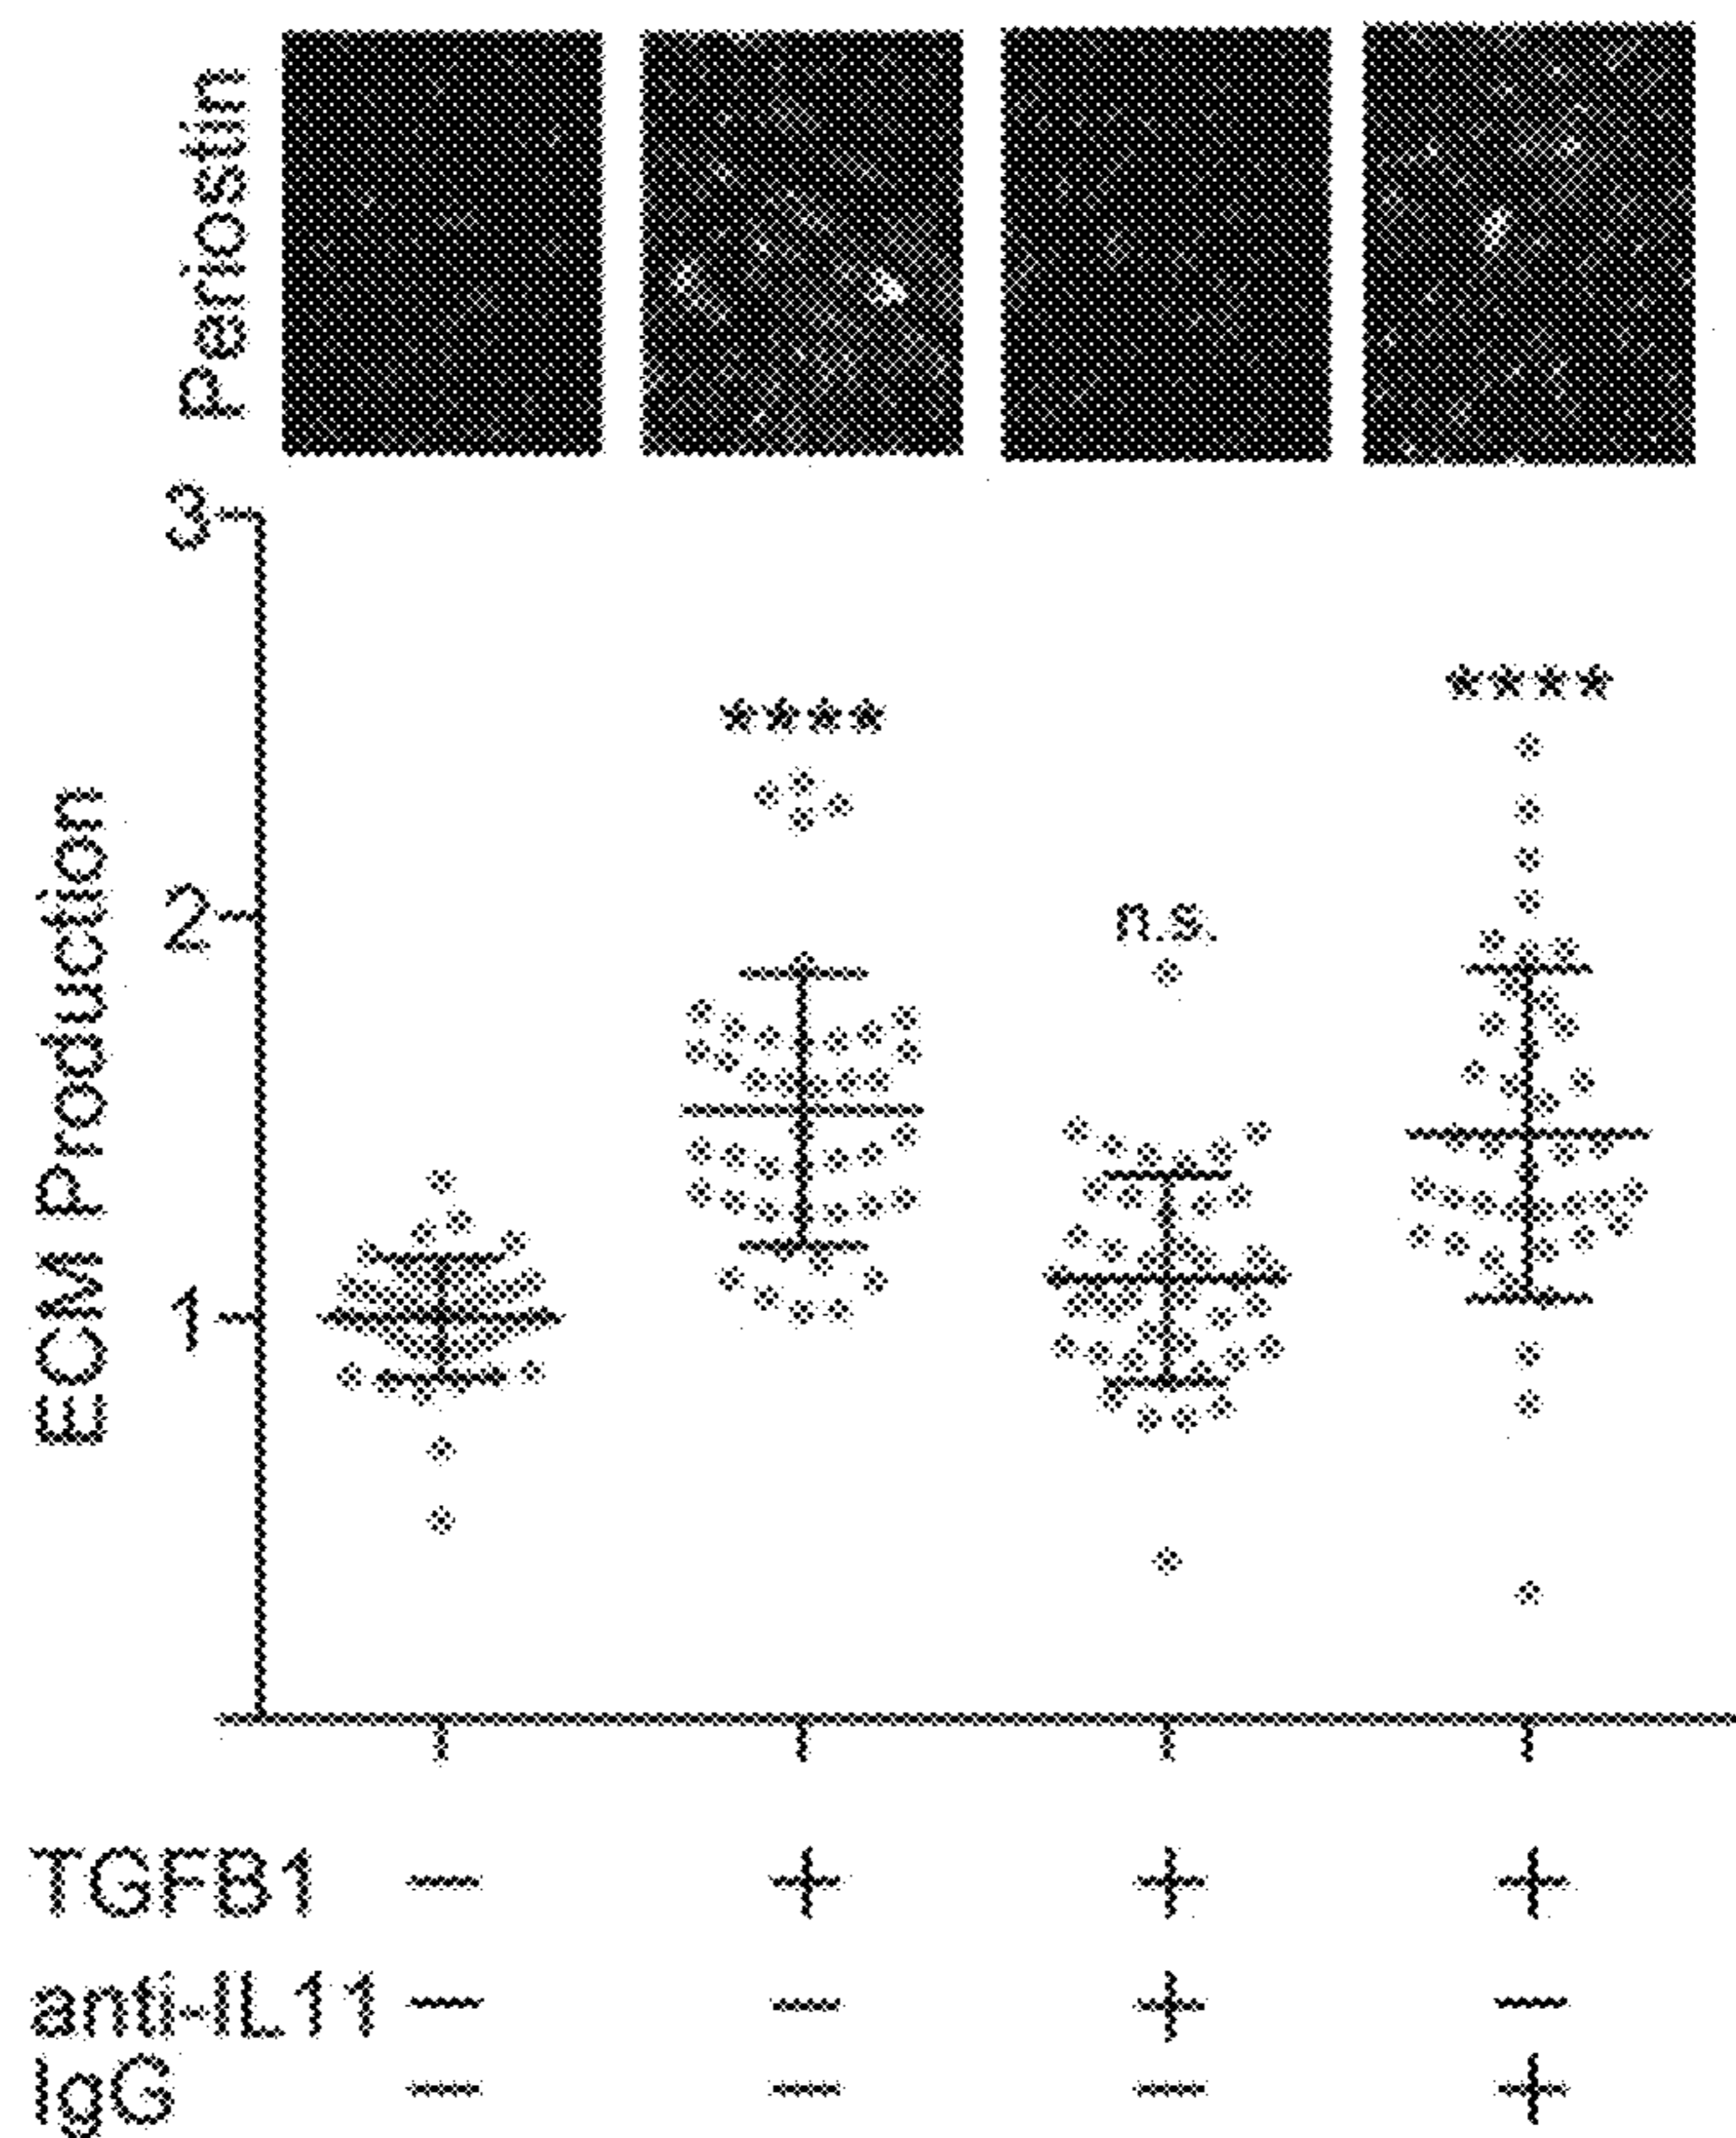 Periostin
ECM Production
3
2
1
****
****
n.s.
TGFB1 — + + +
anti-IL11 — — + —
IgG — — — +